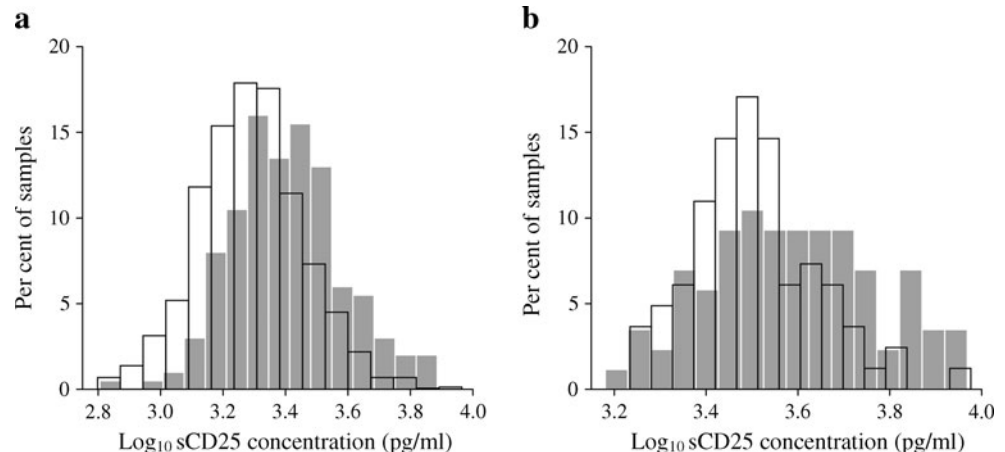 a
20
15
10
5
0
Per cent of samples
2.8 3.0 3.2 3.4 3.6 3.8 4.0
Log₁₀ sCD25 concentration (pg/ml)
b
20
15
10
5
0
Per cent of samples
3.2 3.4 3.6 3.8 4.0
Log₁₀ sCD25 concentration (pg/ml)